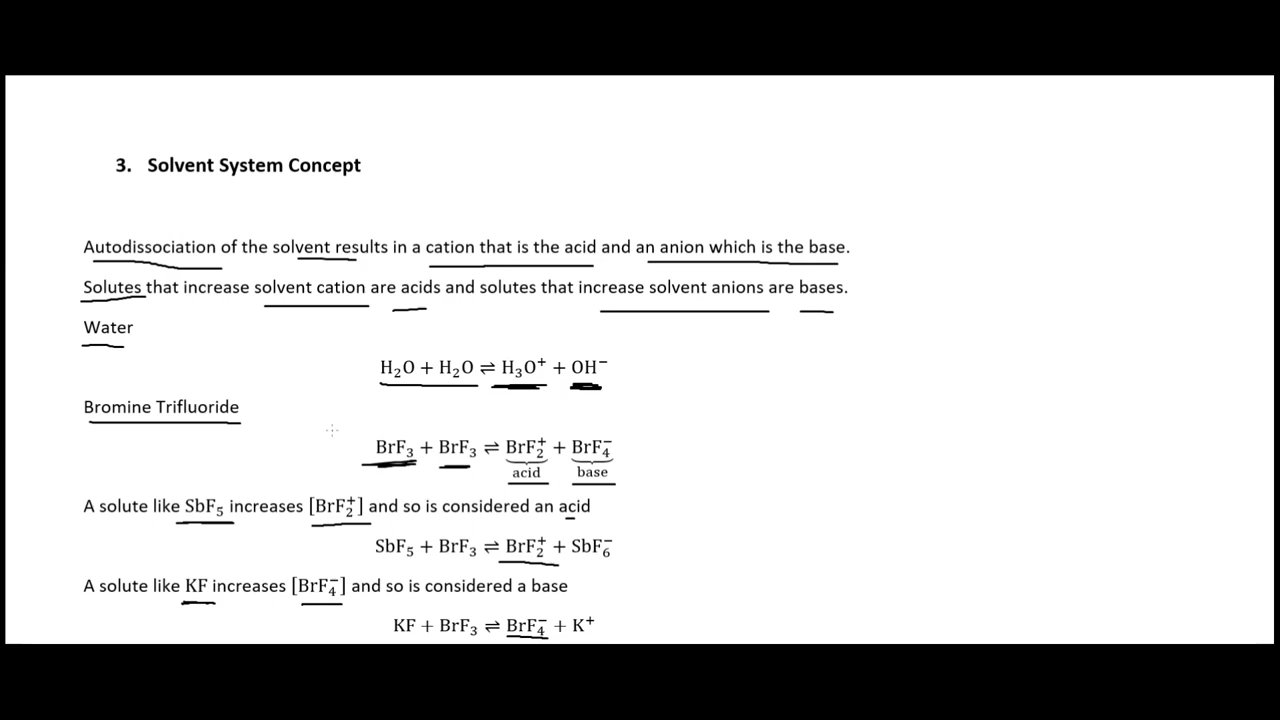 3. Solvent System Concept
Autodissociation of the solvent results in a cation that is the acid and an anion which is the base.
Solutes that increase solvent cation are acids and solutes that increase solvent anions are bases.
Water
H₂O + H₂O ⇌ H₃O⁺ + OH⁻
Bromine Trifluoride
BrF₃ + BrF₃ ⇌ BrF₂⁺ + BrF₄⁻
acid base
A solute like SbF₅ increases [BrF₂⁺] and so is considered an acid
SbF₅ + BrF₃ ⇌ BrF₂⁺ + SbF₆⁻
A solute like KF increases [BrF₄⁻] and so is considered a base
KF + BrF₃ ⇌ BrF₄⁻ + K⁺